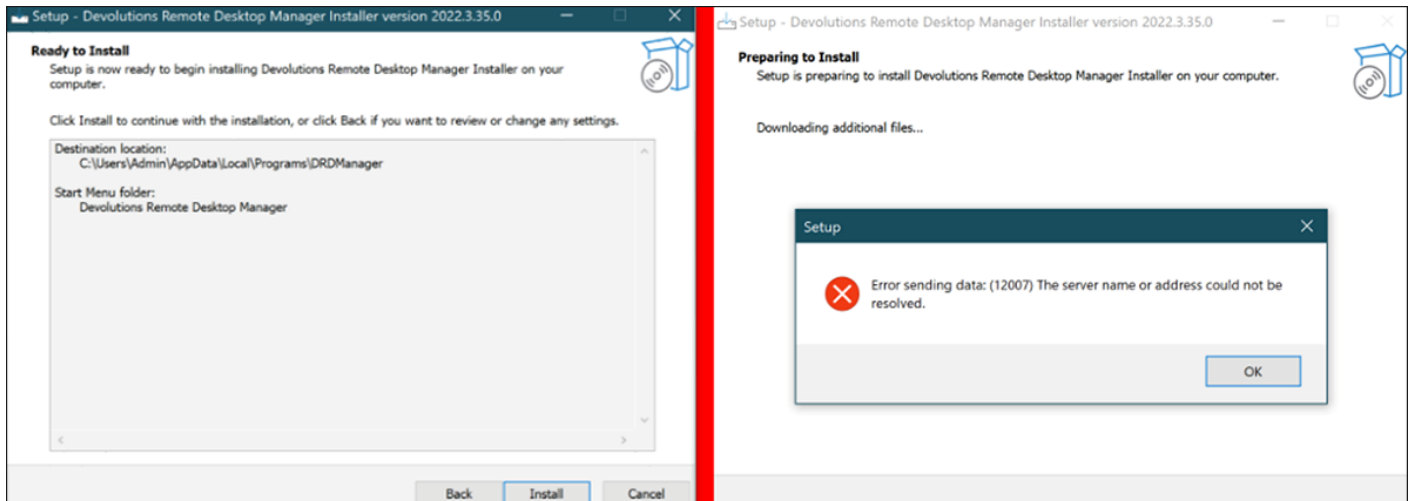 Setup - Devolutions Remote Desktop Manager Installer version 2022.3.35.0
Ready to Install
Setup is now ready to begin installing Devolutions Remote Desktop Manager Installer on your
computer.
Click Install to continue with the installation, or click Back if you want to review or change any settings.
Destination location:
C:\Users\Admin\AppData\Local\Programs\DRDManager
Start Menu folder:
Devolutions Remote Desktop Manager
Back
Install
Cancel
Setup - Devolutions Remote Desktop Manager Installer version 2022.3.35.0
Preparing to Install
Setup is preparing to install Devolutions Remote Desktop Manager Installer on your computer.
Downloading additional files...
Setup
Error sending data: (12007) The server name or address could not be
resolved.
OK